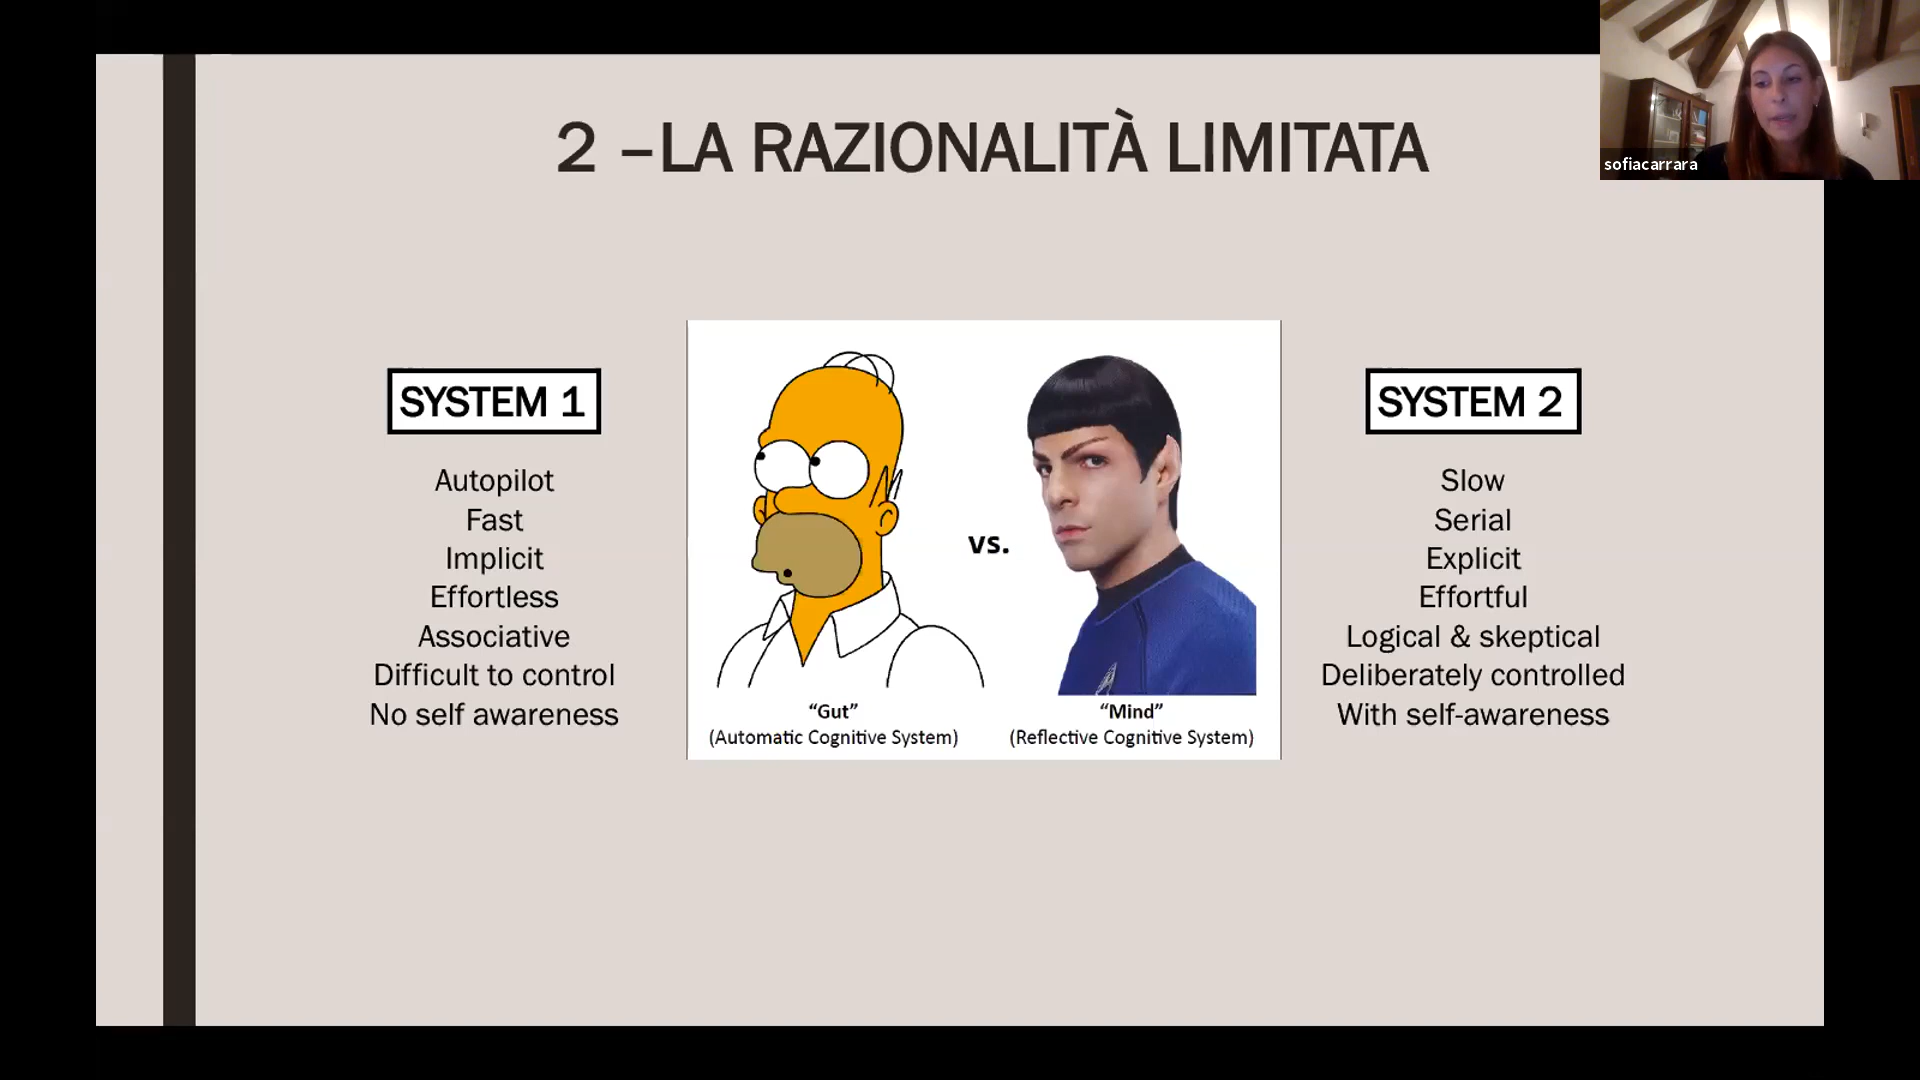 2 –LA RAZIONALITÀ LIMITATA
sofiacarrara
SYSTEM 1
Autopilot
Fast
Implicit
Effortless
Associative
Difficult to control
No self awareness
vs.
“Gut”
(Automatic Cognitive System)
“Mind”
(Reflective Cognitive System)
SYSTEM 2
Slow
Serial
Explicit
Effortful
Logical & skeptical
Deliberately controlled
With self-awareness